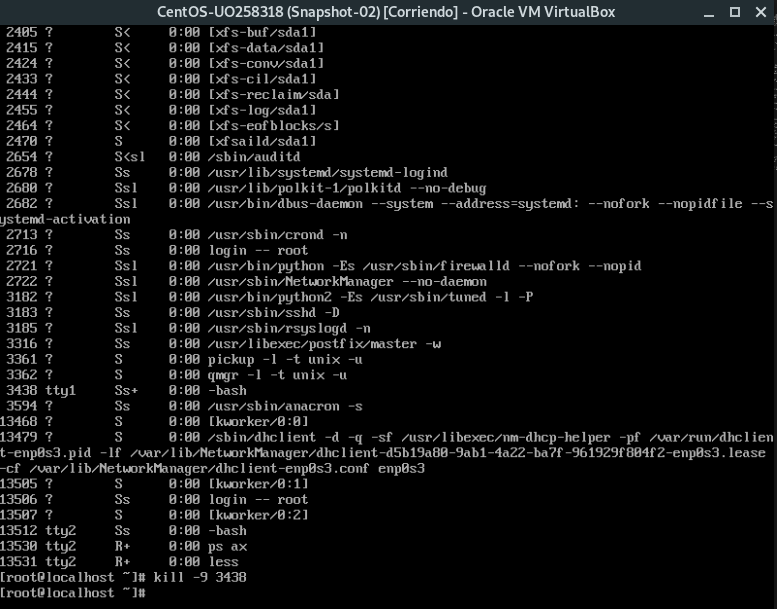 CentOS-UO258318 (Snapshot-02) [Corriendo] - Oracle VM VirtualBox
2405 ? S< 0:00 [xfs-buf/sda1]
2415 ? S< 0:00 [xfs-data/sda1]
2424 ? S< 0:00 [xfs-conv/sda1]
2433 ? S< 0:00 [xfs-cil/sda1]
2444 ? S< 0:00 [xfs-reclaim/sda]
2455 ? S< 0:00 [xfs-log/sda1]
2464 ? S< 0:00 [xfs-eofblocks/s]
2470 ? S 0:00 [xfsaild/sda1]
2654 ? S<sl 0:00 /sbin/auditd
2678 ? Ss 0:00 /usr/lib/systemd/systemd-logind
2680 ? Ssl 0:00 /usr/lib/polkit-1/polkitd --no-debug
2682 ? Ssl 0:00 /usr/bin/dbus-daemon --system --address=systemd: --nofork --nopidfile --s
ystemd-activation
2713 ? Ss 0:00 /usr/sbin/crond -n
2716 ? Ss 0:00 login -- root
2721 ? Ssl 0:00 /usr/bin/python -Es /usr/sbin/firewalld --nofork --nopid
2722 ? Ssl 0:00 /usr/sbin/NetworkManager --no-daemon
3182 ? Ssl 0:00 /usr/bin/python2 -Es /usr/sbin/tuned -l -P
3183 ? Ss 0:00 /usr/sbin/sshd -D
3185 ? Ssl 0:00 /usr/sbin/rsyslogd -n
3316 ? Ss 0:00 /usr/libexec/postfix/master -w
3361 ? S 0:00 pickup -l -t unix -u
3362 ? S 0:00 qmgr -l -t unix -u
3438 tty1 Ss+ 0:00 -bash
3594 ? Ss 0:00 /usr/sbin/anacron -s
13468 ? S 0:00 [kworker/0:0]
13479 ? S 0:00 /sbin/dhclient -d -q -sf /usr/libexec/nm-dhcp-helper -pf /var/run/dhclien
t-enp0s3.pid -lf /var/lib/NetworkManager/dhclient-d5b19a80-9ab1-4a22-ba7f-961929f804f2-enp0s3.lease
-cf /var/lib/NetworkManager/dhclient-enp0s3.conf enp0s3
13505 ? S 0:00 [kworker/0:1]
13506 ? Ss 0:00 login -- root
13507 ? S 0:00 [kworker/0:2]
13512 tty2 Ss 0:00 -bash
13530 tty2 R+ 0:00 ps ax
13531 tty2 R+ 0:00 less
[root@localhost ~]# kill -9 3438
[root@localhost ~]#